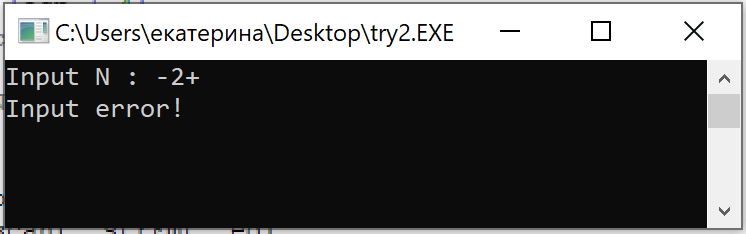 C:\Users\екатерина\Desktop\try2.EXE
Input N : -2+
Input error!